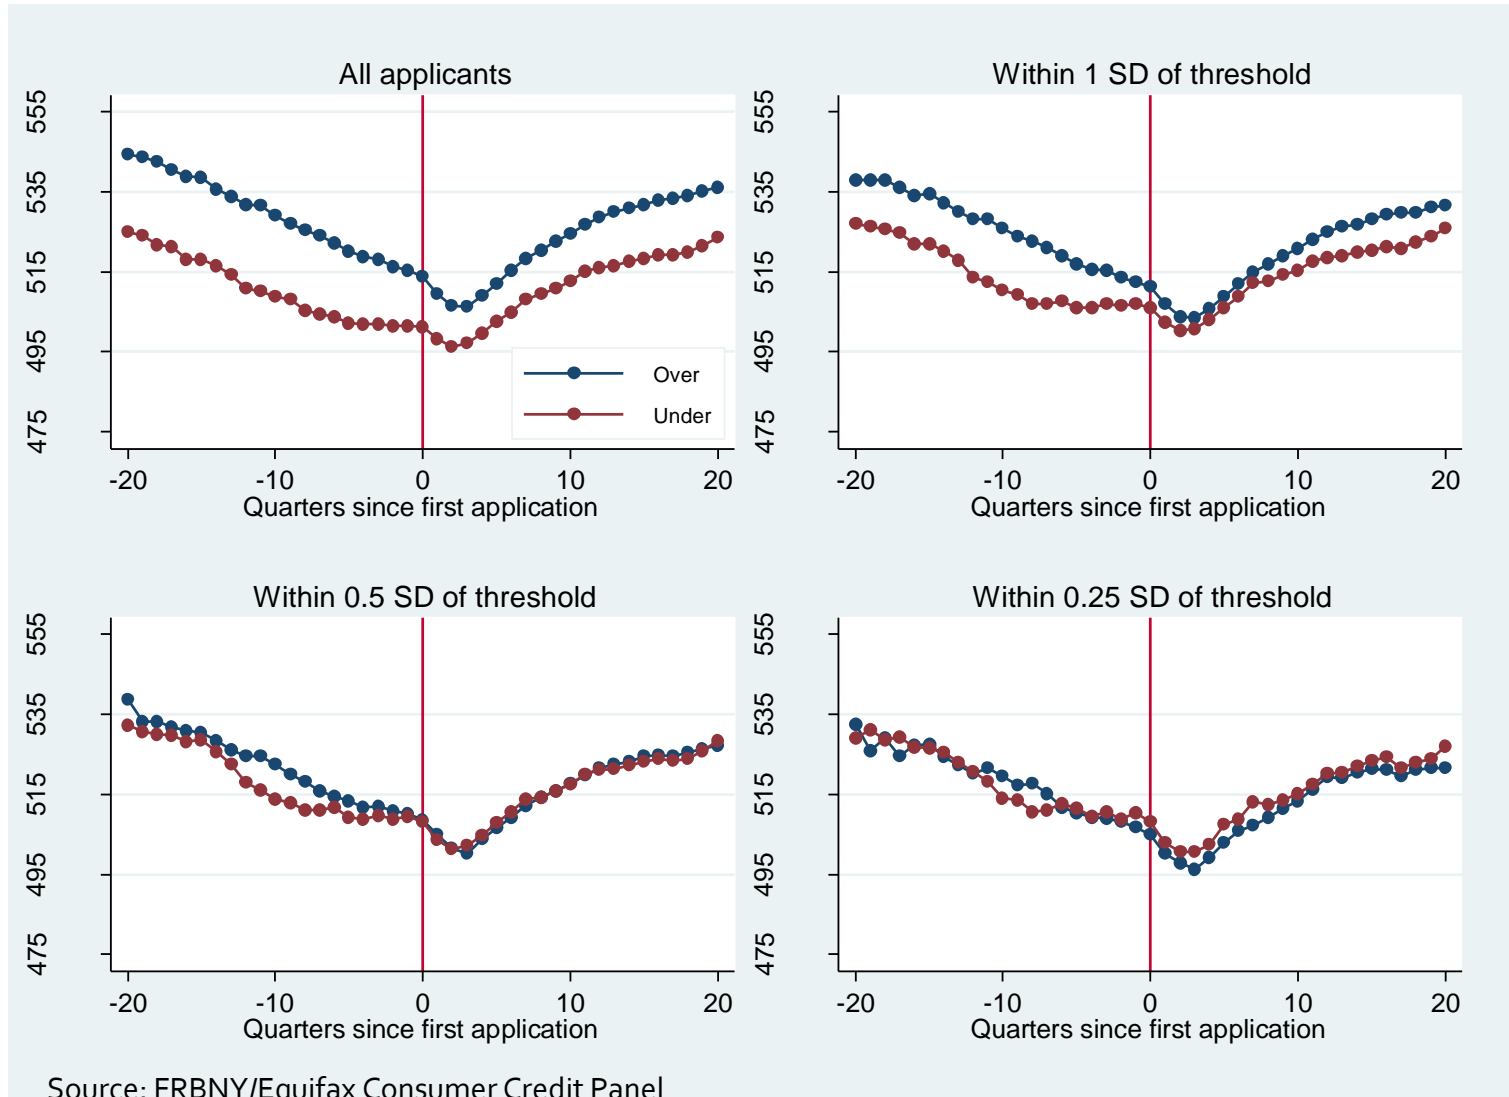 All applicants
555
535
515
495
475
Over
Under
-20 -10 0 10 20
Quarters since first application
Within 1 SD of threshold
555
535
515
495
475
-20 -10 0 10 20
Quarters since first application
Within 0.5 SD of threshold
555
535
515
495
475
-20 -10 0 10 20
Quarters since first application
Within 0.25 SD of threshold
555
535
515
495
475
-20 -10 0 10 20
Quarters since first application
Source: FRBNY/Equifax Consumer Credit Panel